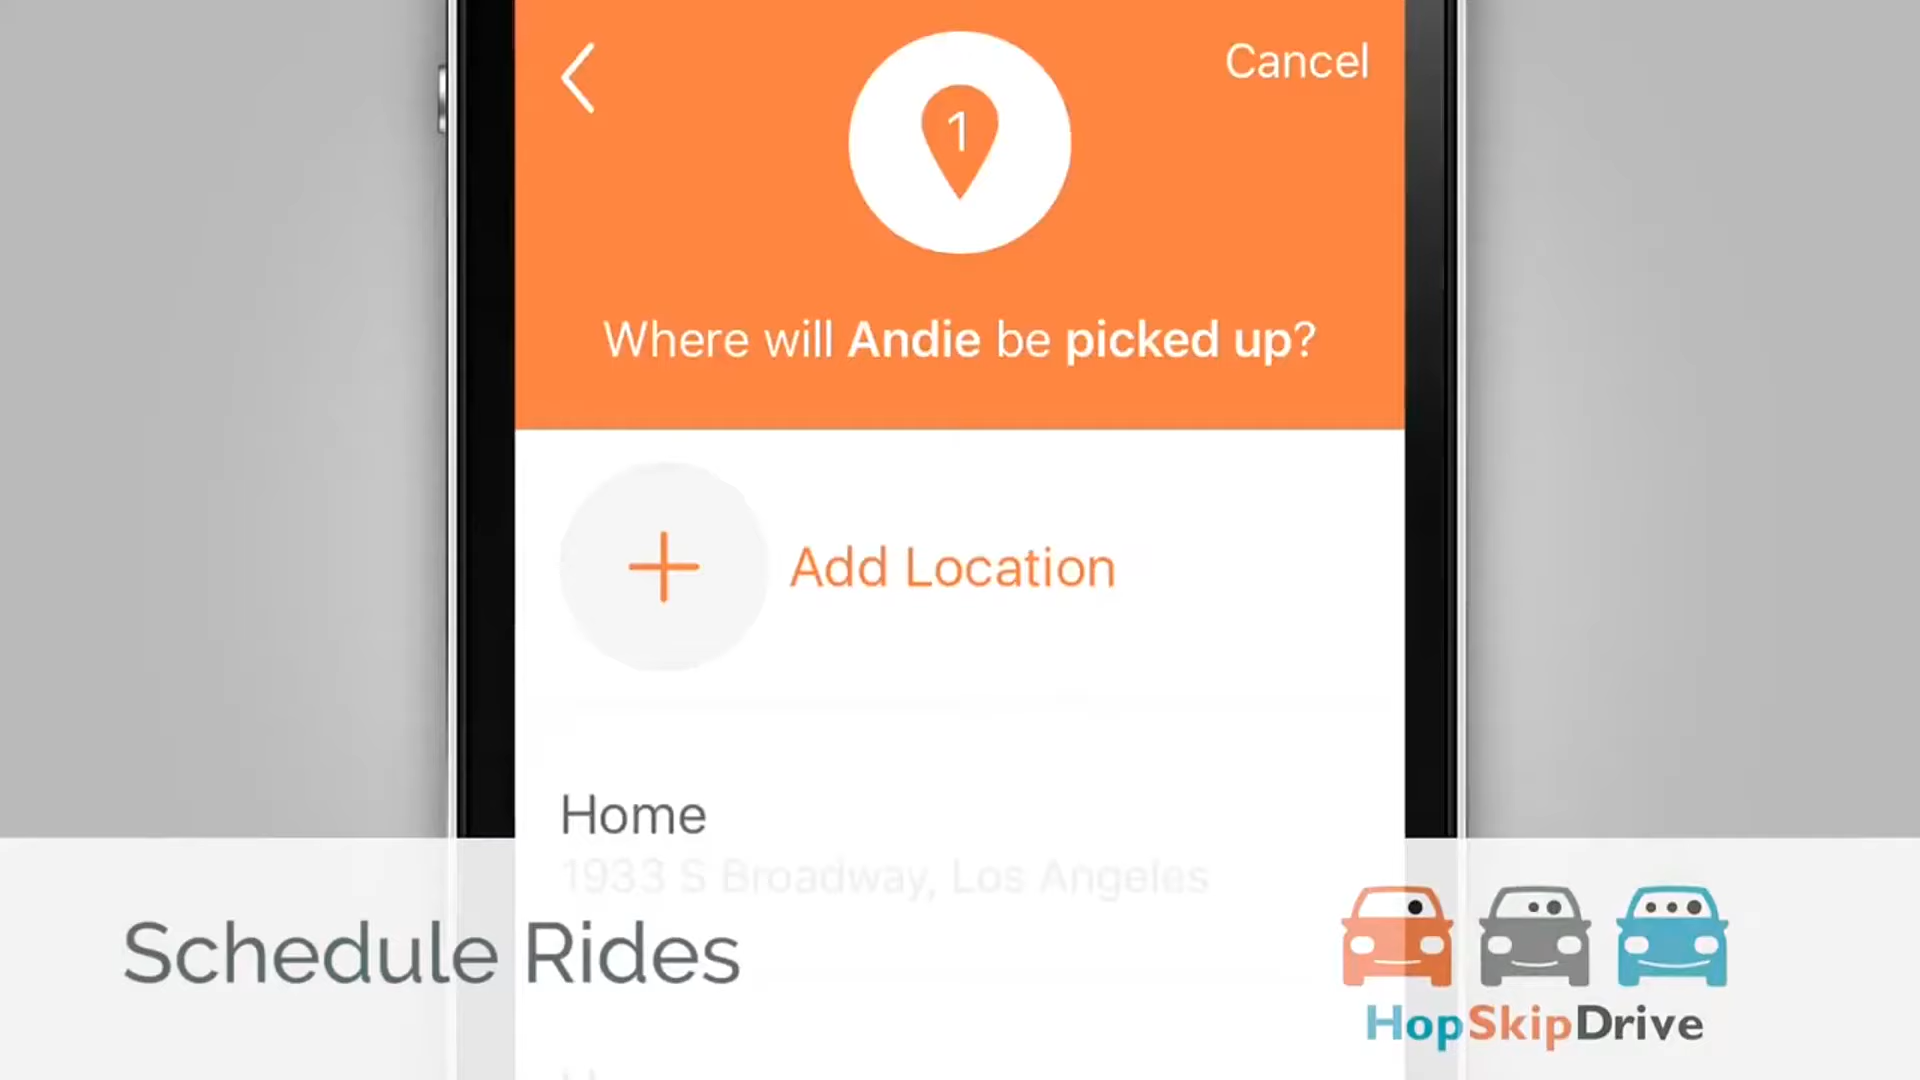 Cancel
1
Where will Andie be picked up?
Add Location
Home
1933 S Broadway, Los Angeles
Schedule Rides
HopSkipDrive